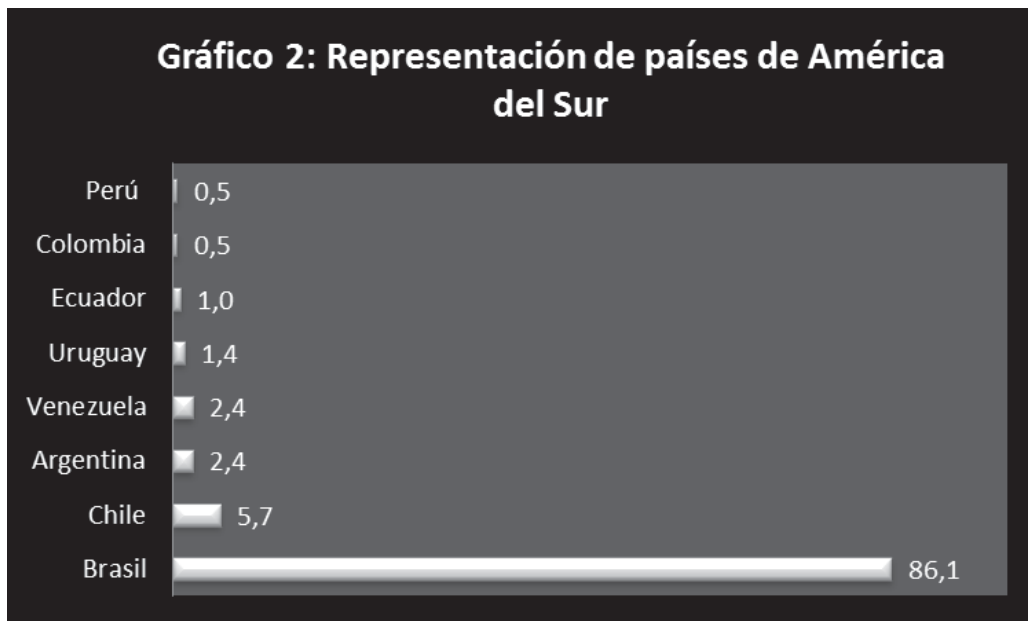 Gráfico 2: Representación de países de América
del Sur
Perú 0,5
Colombia 0,5
Ecuador 1,0
Uruguay 1,4
Venezuela 2,4
Argentina 2,4
Chile 5,7
Brasil 86,1